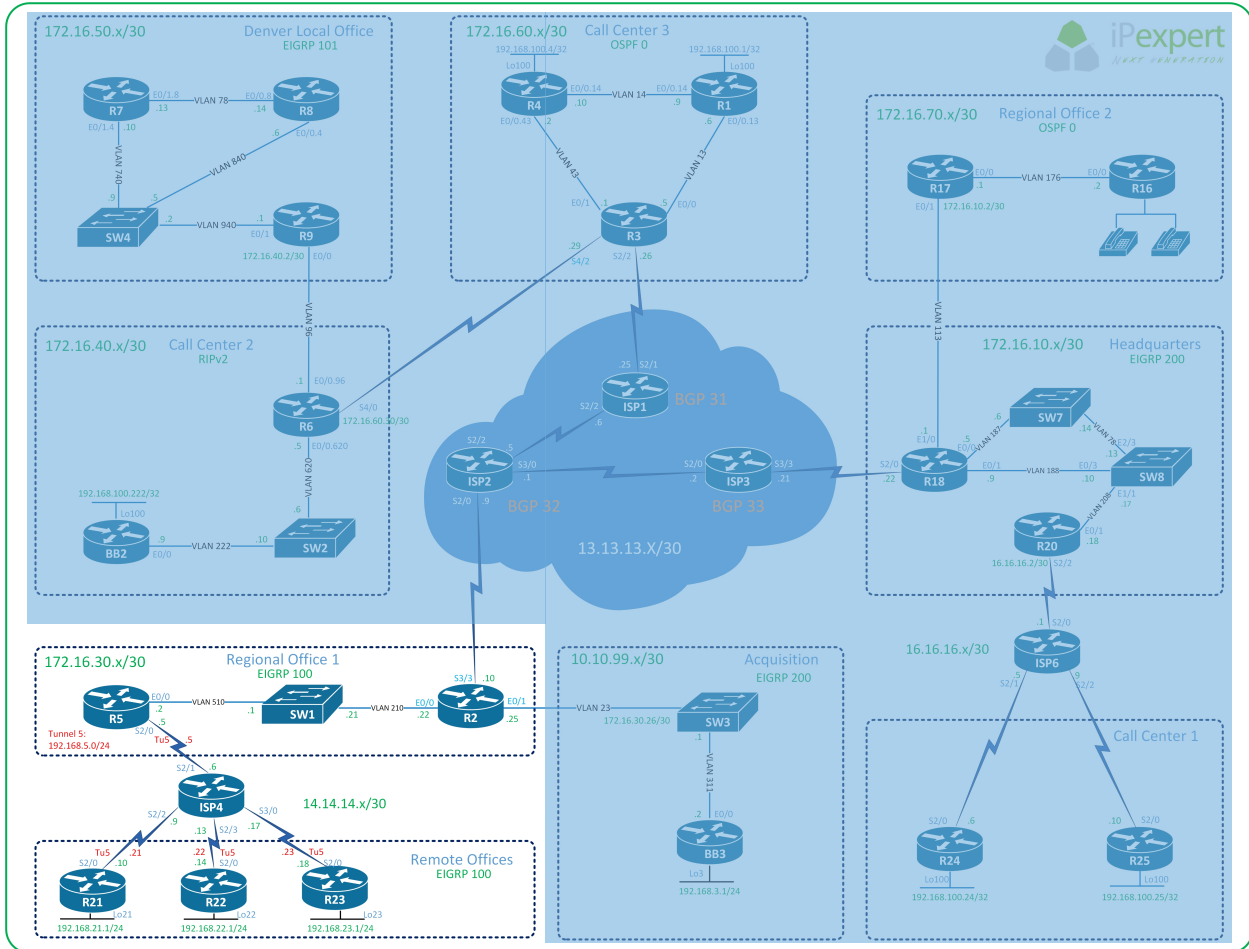 172.16.50.x/30
Denver Local Office
EIGRP 101
R7
E0/1.8
.13
VLAN 78
E0/0.8
.14
R8
E0/1.4
.10
.6
E0/0.4
VLAN 740
VLAN 840
.9
.5
SW4
.2
VLAN 940
.1
E0/1
R9
172.16.40.2/30
E0/0
VLAN 96
172.16.60.x/30
Call Center 3
OSPF 0
192.168.100.4/32
Lo100
192.168.100.1/32
Lo100
R4
E0/0.14
.10
VLAN 14
E0/0.14
.9
R1
E0/0.43
.2
.6
E0/0.13
VLAN 43
VLAN 13
E0/1
.1
.5
E0/0
R3
.29
S4/2
S2/2
.26
iPexpert
NEXT GENERATION
172.16.70.x/30
Regional Office 2
OSPF 0
R17
E0/0
.1
VLAN 176
E0/0
.2
R16
E0/1
172.16.10.2/30
VLAN 113
172.16.40.x/30
Call Center 2
RIPv2
.1
E0/0.96
S4/0
R6
.5
E0/0.620
VLAN 620
192.168.100.222/32
Lo100
BB2
.9
E0/0
VLAN 222
.10
.6
SW2
.25
S2/1
ISP1
BGP 31
S2/2
.6
S2/2
.5
ISP2
S3/0
.1
S2/0
.9
BGP 32
S2/0
.2
ISP3
S3/3
.21
BGP 33
13.13.13.X/30
172.16.10.x/30
Headquarters
EIGRP 200
.1
E1/0
S2/0
.22
R18
.5
E0/0
VLAN 187
.6
SW7
.14
VLAN 78
E2/3
.13
E0/1
.9
VLAN 188
E0/3
.10
SW8
E1/1
.17
VLAN 208
E0/1
.18
R20
16.16.16.2/30
S2/2
.1
S2/0
16.16.16.x/30
ISP6
.5
S2/1
.9
S2/2
172.16.30.x/30
Regional Office 1
EIGRP 100
R5
E0/0
.2
VLAN 510
.1
SW1
.21
VLAN 210
E0/0
.22
R2
S3/3
.10
E0/1
.25
.5
S2/0
Tunnel 5:
192.168.5.0/24
Tu5
.5
S2/1
.6
ISP4
14.14.14.x/30
S2/2
.9
.13
S2/3
S3/0
.17
Remote Offices
EIGRP 100
S2/0
Tu5
.21
.10
R21
Lo21
192.168.21.1/24
.22
Tu5
.14
S2/0
R22
Lo22
192.168.22.1/24
.23
Tu5
.18
S2/0
R23
Lo23
192.168.23.1/24
10.10.99.x/30
Acquisition
EIGRP 200
VLAN 23
172.16.30.26/30
SW3
.1
VLAN 311
.2
E0/0
BB3
Lo3
192.168.3.1/24
Call Center 1
S2/0
.6
R24
Lo100
192.168.100.24/32
.10
S2/0
R25
Lo100
192.168.100.25/32